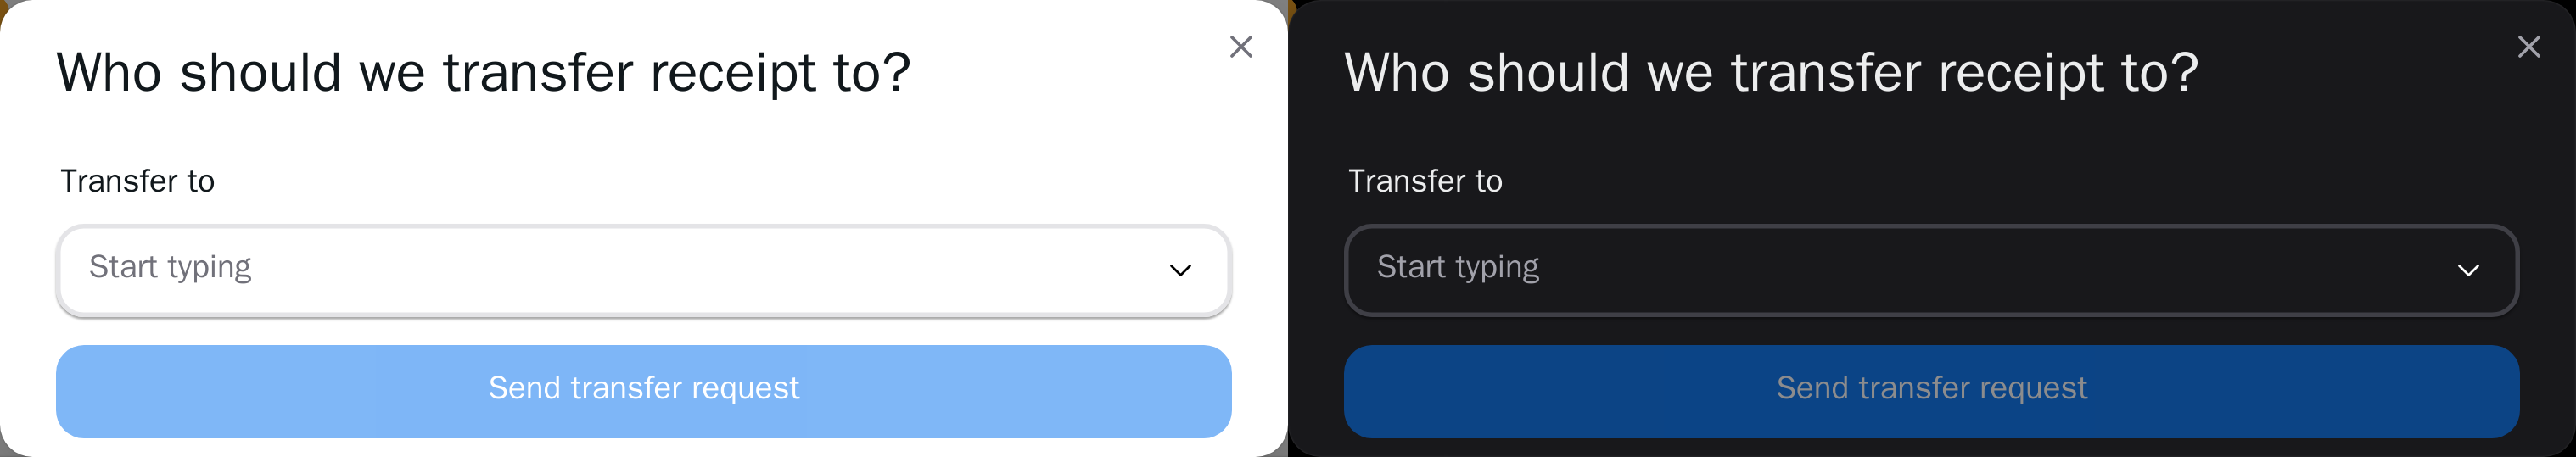 Who should we transfer receipt to?
Transfer to
Start typing
Send transfer request
Who should we transfer receipt to?
Transfer to
Start typing
Send transfer request